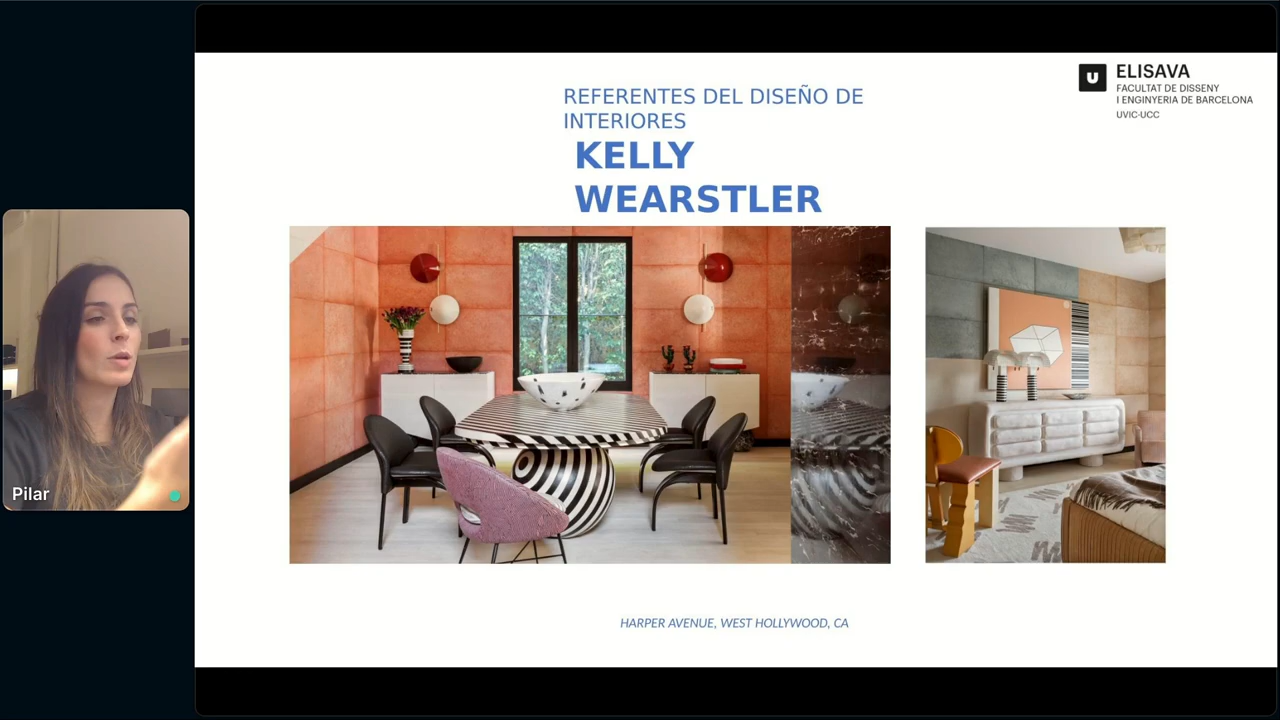 ELISAVA
FACULTAT DE DISSENY
I ENGINYERIA DE BARCELONA
UVIC-UCC
REFERENTES DEL DISEÑO DE
INTERIORES
KELLY
WEARSTLER
Pilar
HARPER AVENUE, WEST HOLLYWOOD, CA